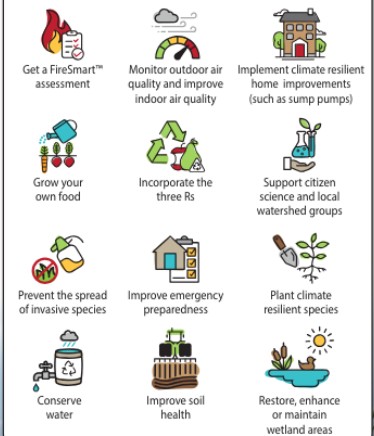 Get a FireSmart™
assessment
Monitor outdoor air
quality and improve
indoor air quality
Implement climate resilient
home improvements
(such as sump pumps)
Grow your
own food
Incorporate the
three Rs
Support citizen
science and local
watershed groups
Prevent the spread
of invasive species
Improve emergency
preparedness
Plant climate
resilient species
Conserve
water
Improve soil
health
Restore, enhance
or maintain
wetland areas